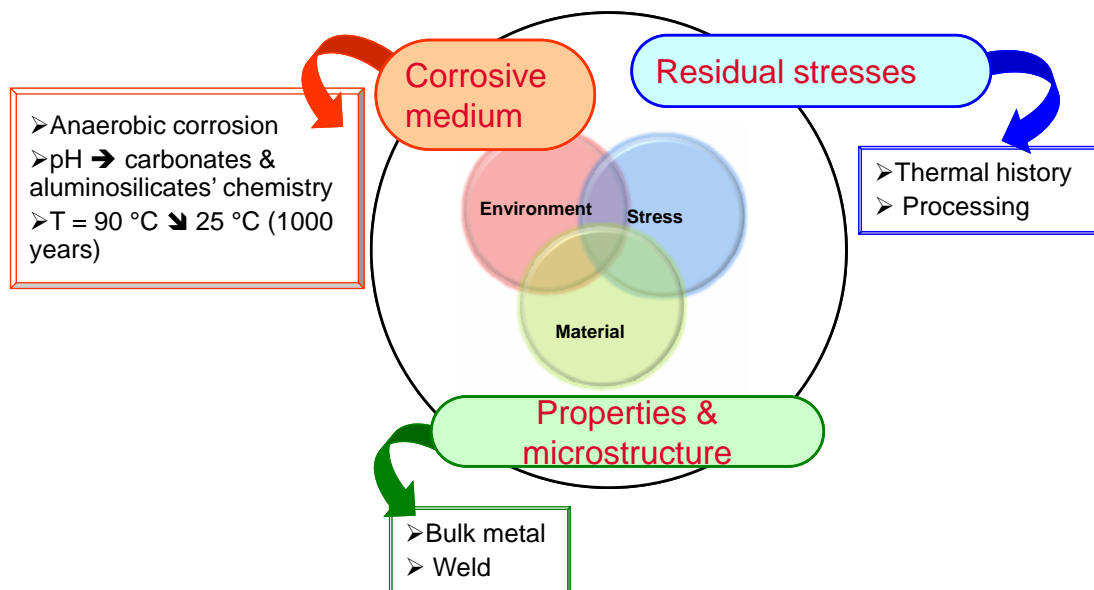 Corrosive
medium
Residual stresses
➢Anaerobic corrosion
➢pH ➔ carbonates &
aluminosilicates’ chemistry
➢T = 90 °C ➘ 25 °C (1000
years)
➢Thermal history
➢ Processing
Environment
Stress
Material
Properties &
microstructure
➢Bulk metal
➢ Weld